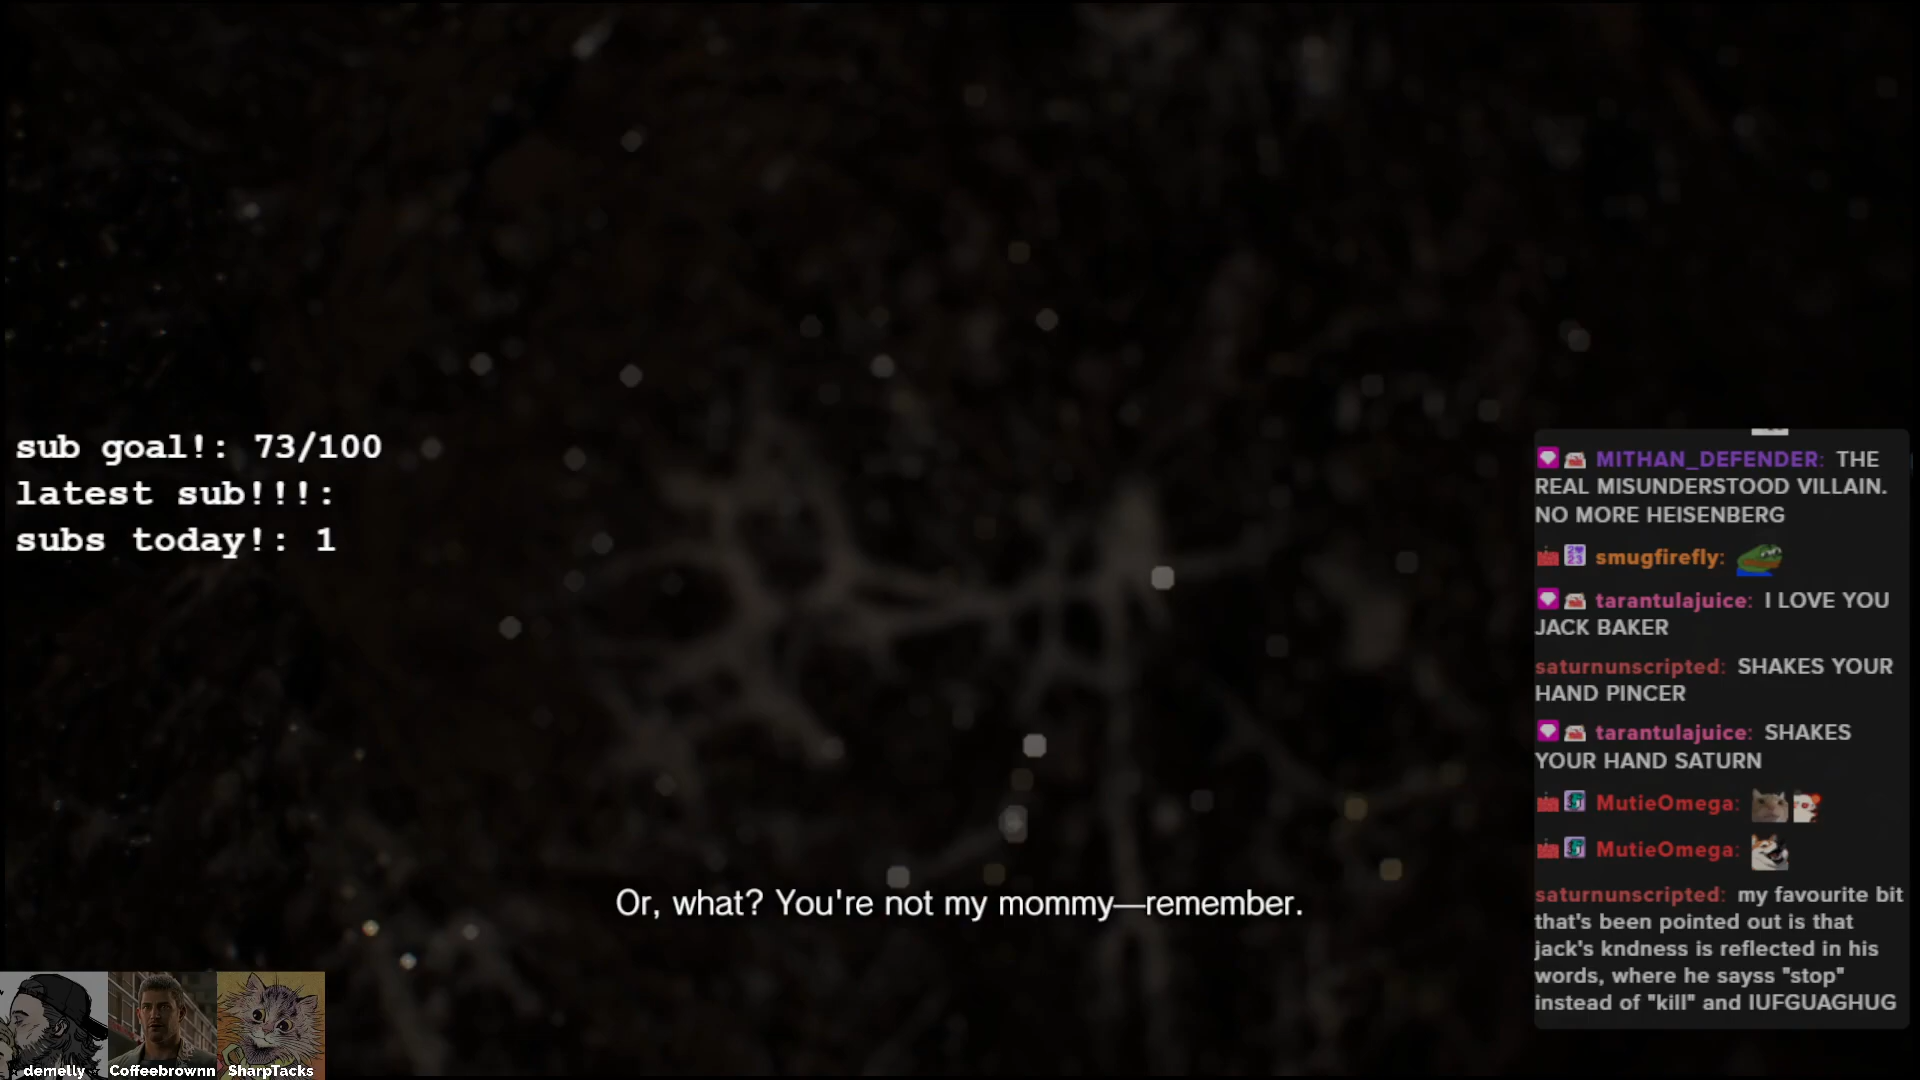 sub goal!: 73/100
latest sub!!!:
subs today!: 1
MITHAN_DEFENDER: THE
REAL MISUNDERSTOOD VILLAIN.
NO MORE HEISENBERG
smugfirefly:
tarantulajuice: I LOVE YOU
JACK BAKER
saturnunscripted: SHAKES YOUR
HAND PINCER
tarantulajuice: SHAKES
YOUR HAND SATURN
MutieOmega:
MutieOmega:
saturnunscripted: my favourite bit
that's been pointed out is that
jack's kndness is reflected in his
words, where he sayss "stop"
instead of "kill" and IUFGUAGHUG
Or, what? You're not my mommy—remember.
demelly Coffeebrownn SharpTacks